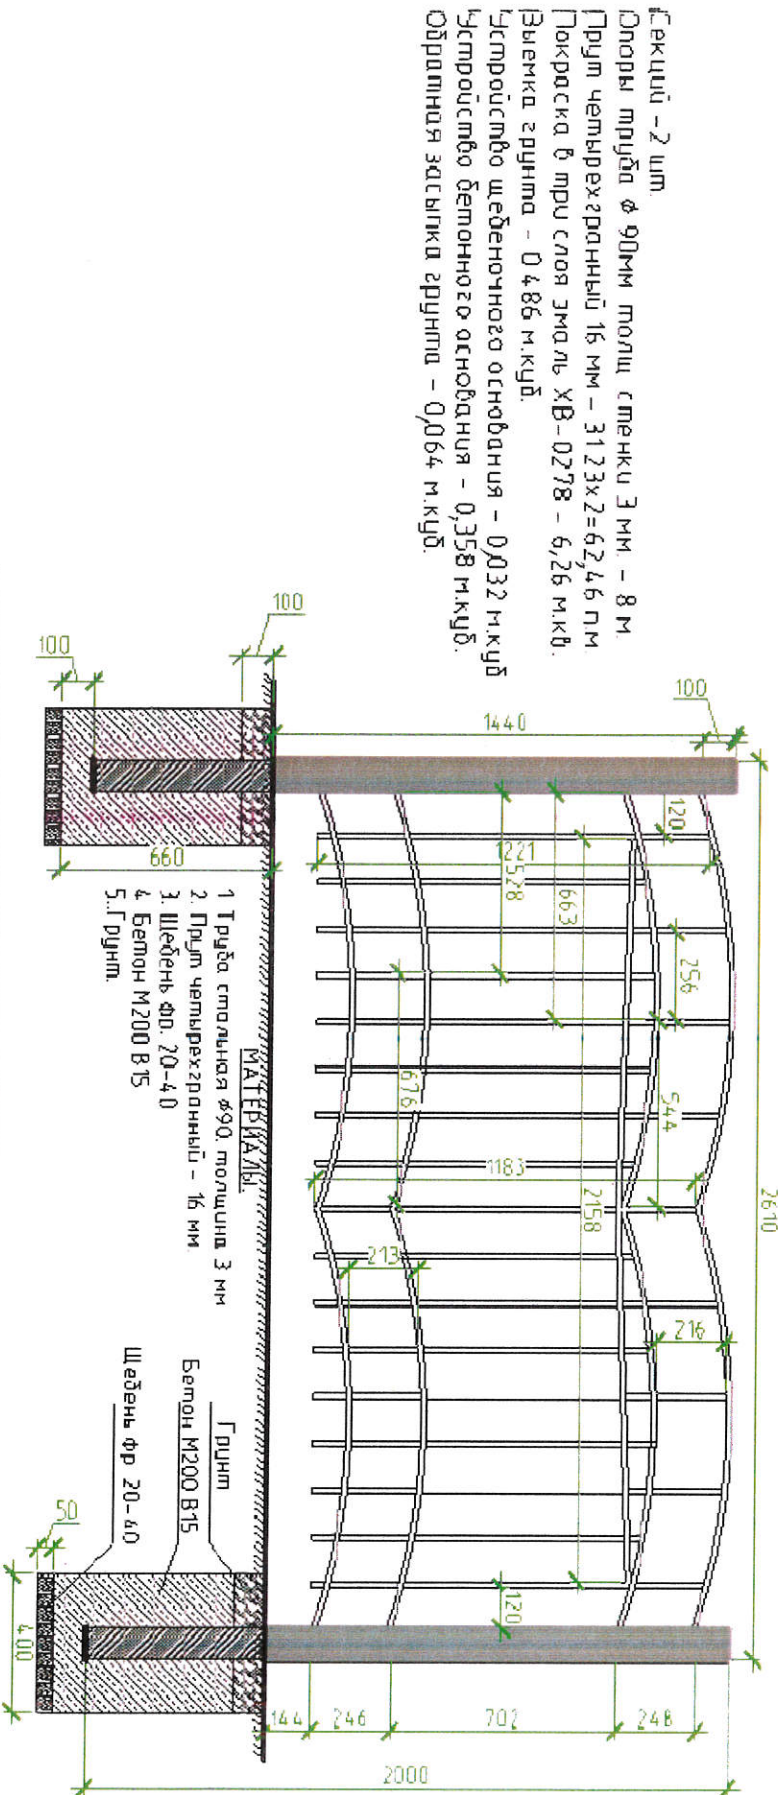 Секций - 2 шт.
Опоры труба ф 90мм толщ стенки 3 мм. - 8 м.
Прут четырехгранный 16 мм - 31 23х2=62,46 п.м
Покраска в три слоя эмаль ХВ-0278 - 6,26 м.кв.
Выемка грунта - 0 486 м.куб.
Устройство щебеночного основания - 0,032 м.куб
Устройство бетонного основания - 0,358 м.куб.
Обратная засыпка грунта - 0,064 м.куб.
2610
100
1440
120
256
544
216
663
1221
528
676
1183
2158
213
120
248
702
246
144
2000
100
100
660
МАТЕРИАЛЫ.
1 Труба стальная ф90, толщина 3 мм
2. Прут четырехгранный - 16 мм
3. Щебень фр. 20-40
4. Бетон М200 В15
5. Грунт.
Грунт
Бетон М200 В15
Щебень фр 20-40
50
400